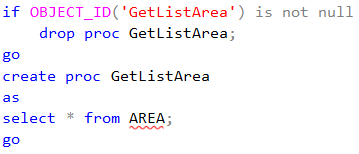 if OBJECT_ID('GetListArea') is not null
    drop proc GetListArea;
go
create proc GetListArea
as
select * from AREA;
go